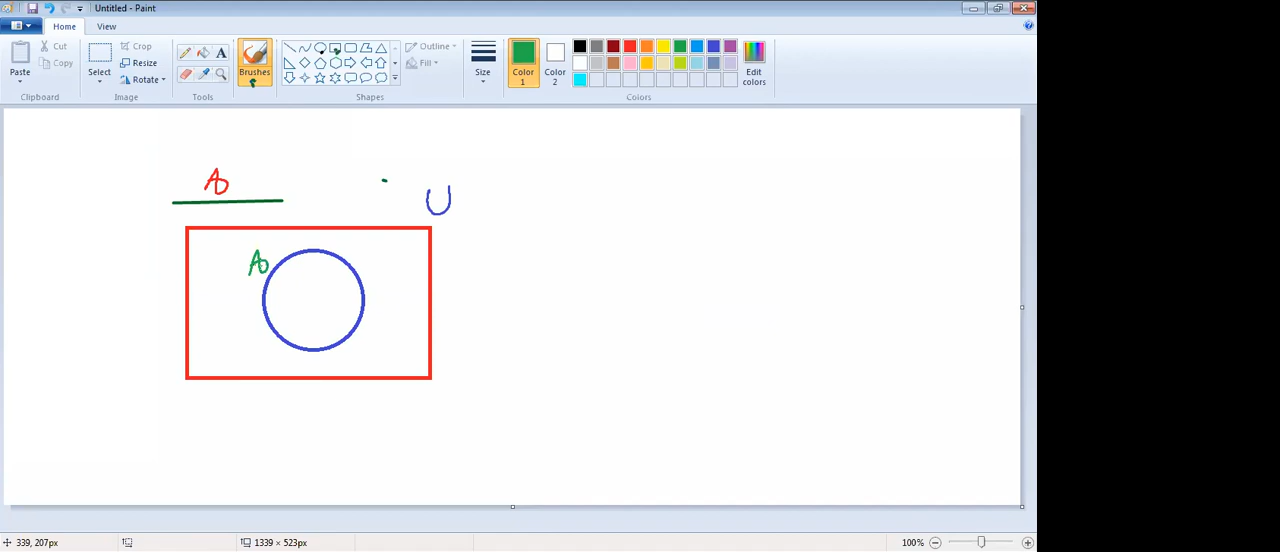 Untitled - Paint
Home View
Paste
Cut
Copy
Clipboard
Select
Crop
Resize
Rotate
Image
Tools
Brushes
Shapes
Outline
Fill
Size
Color 1
Color 2
Edit colors
Colors
A
U
A
339, 207px
1339 × 523px
100%